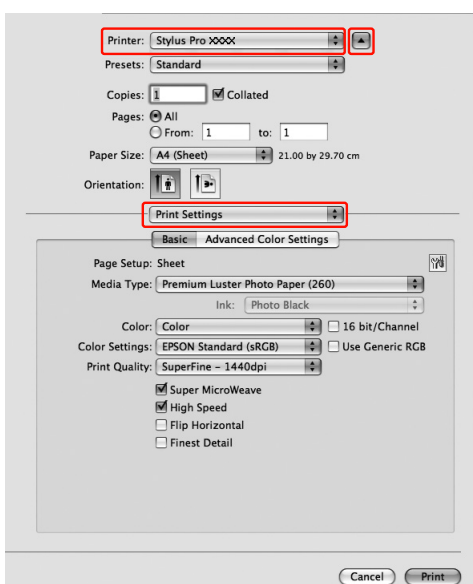 Printer: Stylus Pro XXXX
Presets: Standard
Copies: 1 Collated
Pages: All
From: 1 to: 1
Paper Size: A4 (Sheet) 21.00 by 29.70 cm
Orientation:
Print Settings
Basic Advanced Color Settings
Page Setup: Sheet
Media Type: Premium Luster Photo Paper (260)
Ink: Photo Black
Color: Color 16 bit/Channel
Color Settings: EPSON Standard (sRGB) Use Generic RGB
Print Quality: SuperFine – 1440dpi
Super MicroWeave
High Speed
Flip Horizontal
Finest Detail
Cancel Print